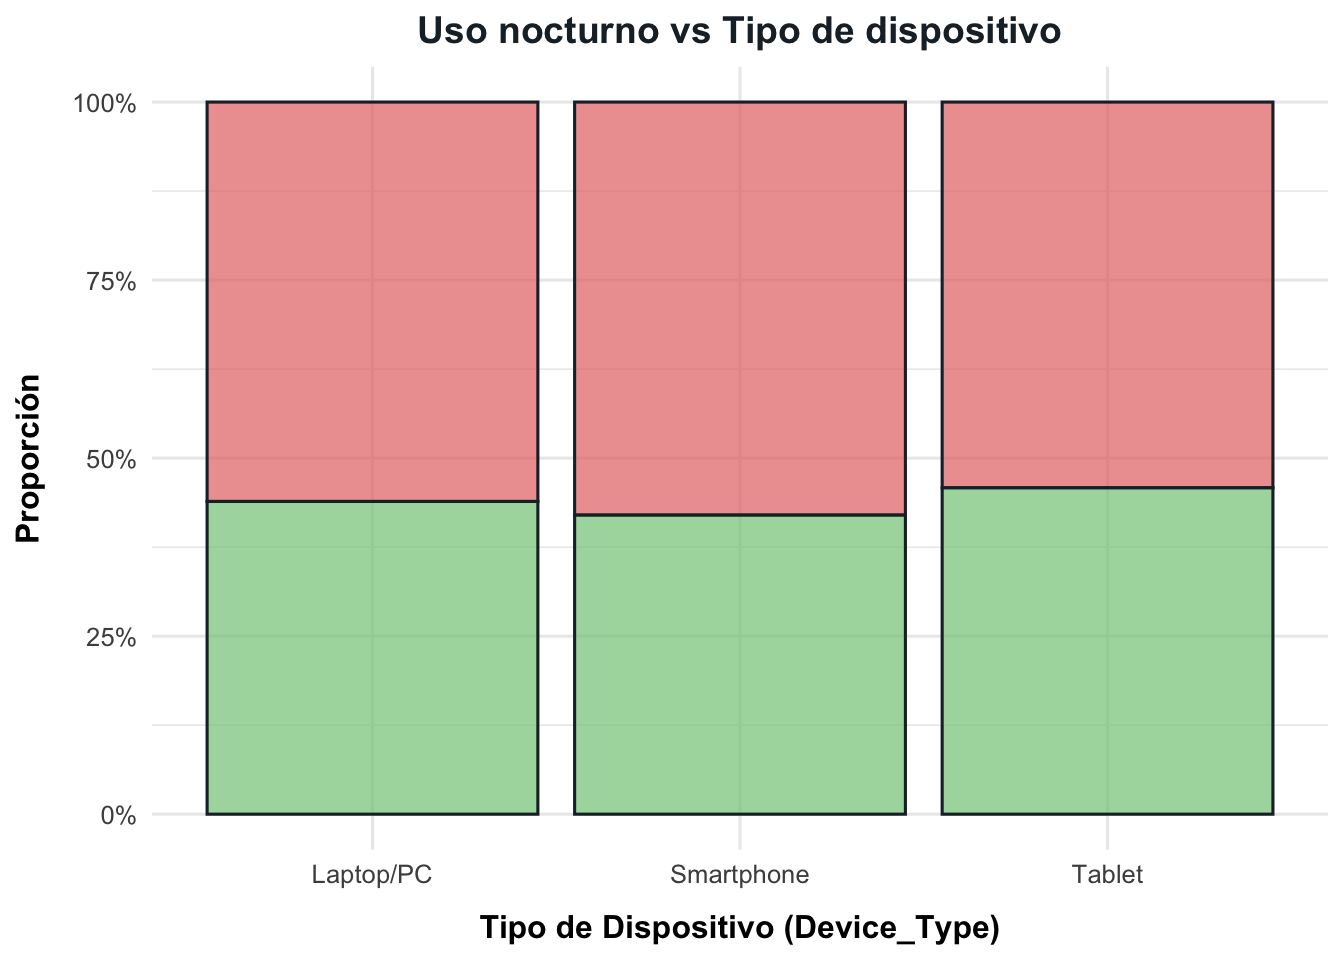 Uso nocturno vs Tipo de dispositivo
Proporción
100%
75%
50%
25%
0%
Laptop/PC
Smartphone
Tablet
Tipo de Dispositivo (Device_Type)